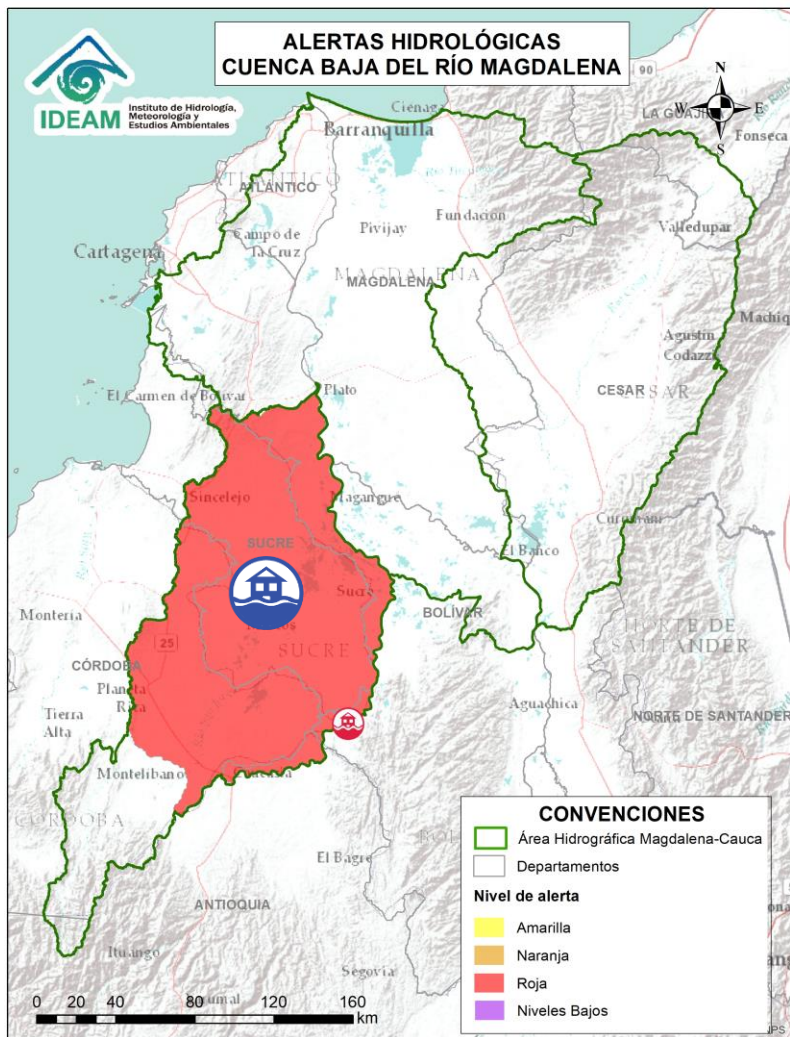 ALERTAS HIDROLÓGICAS
CUENCA BAJA DEL RÍO MAGDALENA
IDEAM
Instituto de Hidrología,
Meteorología y
Estudios Ambientales
N
W
E
S
90
Ciénaga
LA GUAJIRA
Barranquilla
Fonseca
ATLÁNTICO
Fundación
Pivijay
Valledupar
Campo de
La Cruz
Cartagena
MAGDALENA
MAGDALENA
Machiq
Agustín
Codazzi
CESAR
CESAR
Plato
El Carmen de Bolívar
Sincelejo
Magangue
Curumaní
SUCRE
El Banco
Sucre
BOLÍVAR
Montería
SUCRE
NORTE DE
SANTANDER
25
CÓRDOBA
Planeta
Rica
Aguachica
NORTE DE SANTANDER
Tierra
Alta
Montelibano
CÓRDOBA
El Bagre
ANTIOQUIA
Ituango
Segovia
CONVENCIONES
Área Hidrográfica Magdalena-Cauca
Departamentos
Nivel de alerta
Amarilla
Naranja
Roja
Niveles Bajos
0 20 40 80 120 160
km